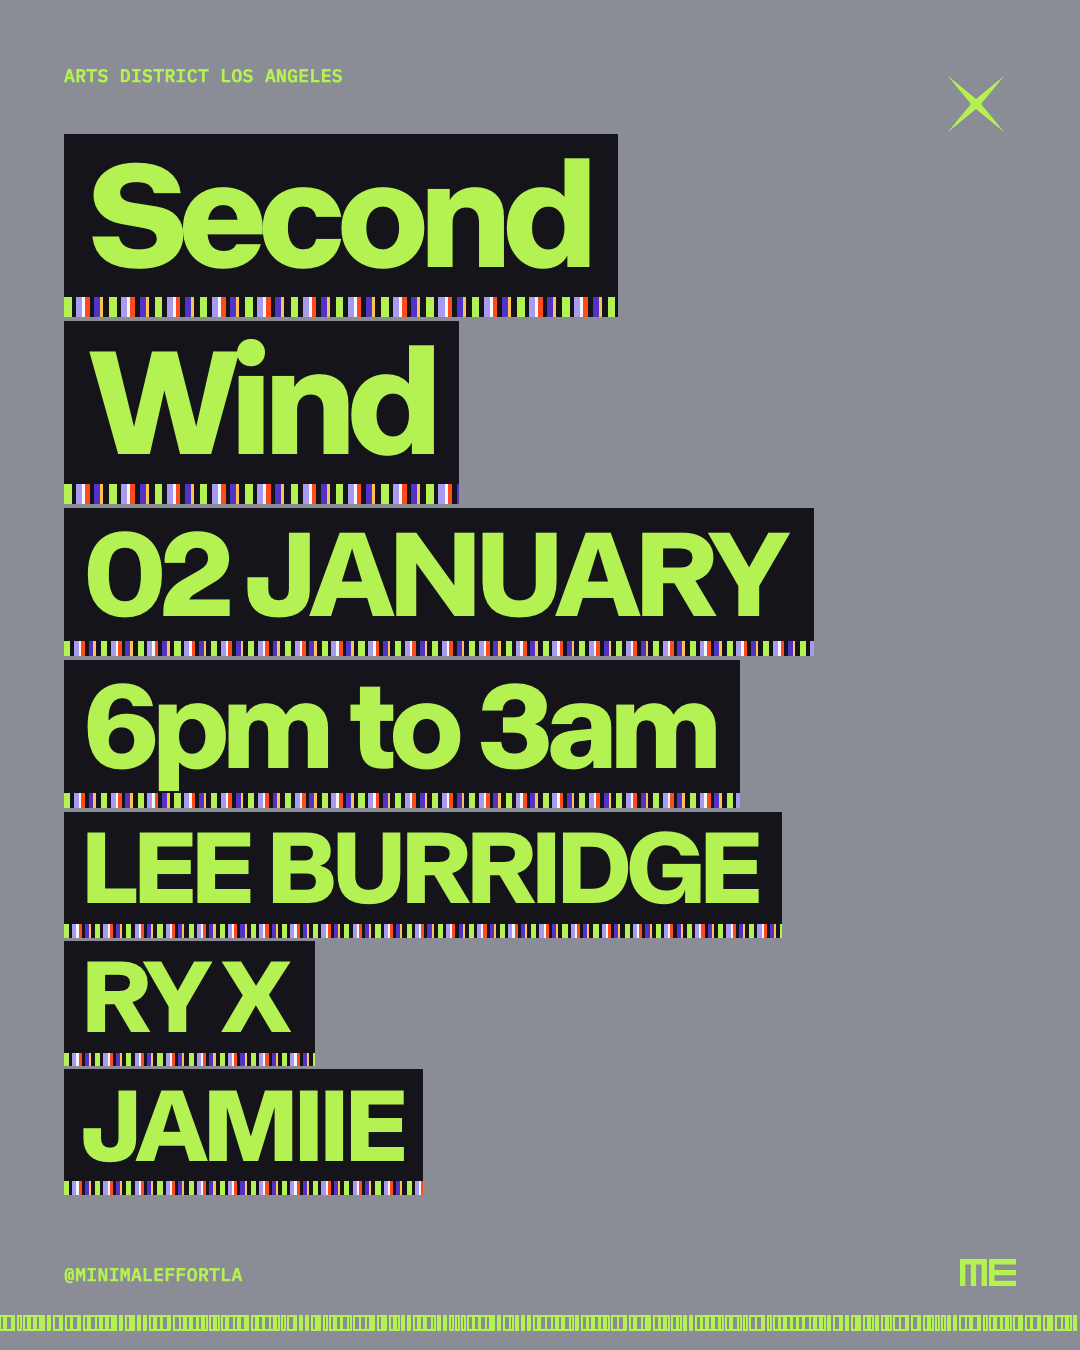 ARTS DISTRICT LOS ANGELES
Second
Wind
02 JANUARY
6pm to 3am
LEE BURRIDGE
RY X
JAMIIE
@MINIMALEFFORTLA
ME